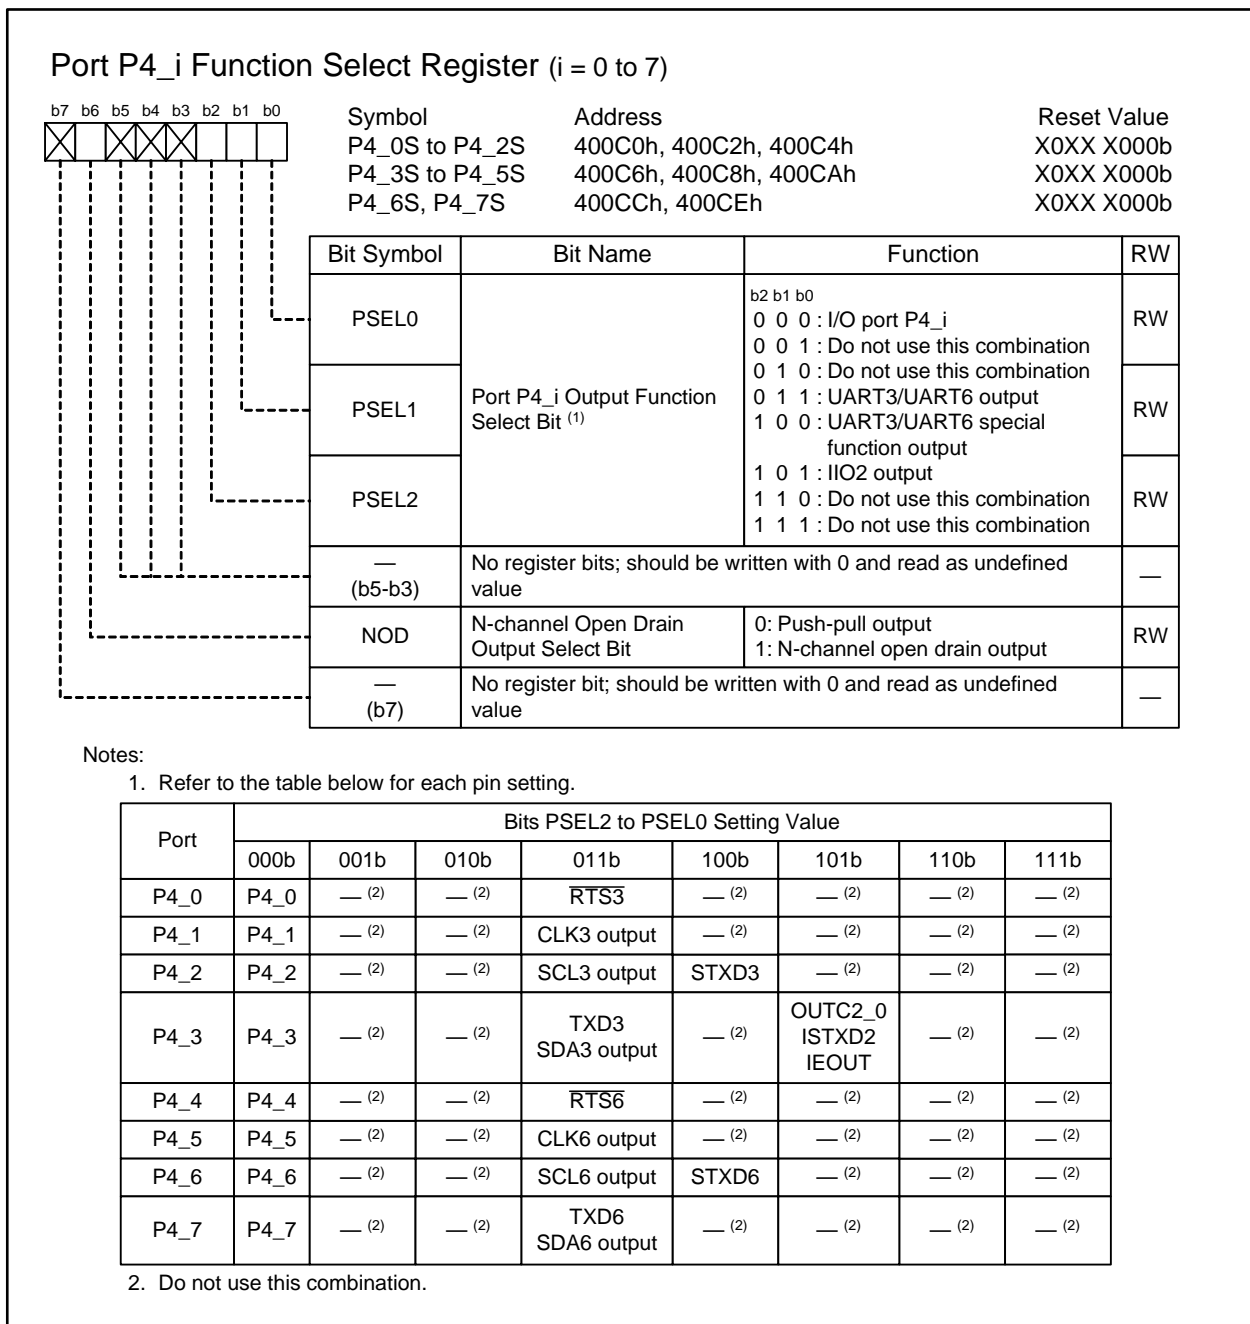 Port P4_i Function Select Register (i = 0 to 7)
b7 b6 b5 b4 b3 b2 b1 b0
Symbol Address Reset Value
P4_0S to P4_2S 400C0h, 400C2h, 400C4h X0XX X000b
P4_3S to P4_5S 400C6h, 400C8h, 400CAh X0XX X000b
P4_6S, P4_7S 400CCh, 400CEh X0XX X000b
Bit Symbol Bit Name Function RW
PSEL0
PSEL1
PSEL2
Port P4_i Output Function
Select Bit (1)
b2 b1 b0
0 0 0 : I/O port P4_i
0 0 1 : Do not use this combination
0 1 0 : Do not use this combination
0 1 1 : UART3/UART6 output
1 0 0 : UART3/UART6 special
function output
1 0 1 : IIO2 output
1 1 0 : Do not use this combination
1 1 1 : Do not use this combination
RW
RW
RW
—
(b5-b3)
No register bits; should be written with 0 and read as undefined
value
—
NOD
N-channel Open Drain
Output Select Bit
0: Push-pull output
1: N-channel open drain output
RW
—
(b7)
No register bit; should be written with 0 and read as undefined
value
—
Notes:
1. Refer to the table below for each pin setting.
Port
Bits PSEL2 to PSEL0 Setting Value
000b 001b 010b 011b 100b 101b 110b 111b
P4_0 P4_0 — (2) — (2) RTS3 — (2) — (2) — (2) — (2)
P4_1 P4_1 — (2) — (2) CLK3 output — (2) — (2) — (2) — (2)
P4_2 P4_2 — (2) — (2) SCL3 output STXD3 — (2) — (2) — (2)
P4_3 P4_3 — (2) — (2)
TXD3
SDA3 output
— (2)
OUTC2_0
ISTXD2
IEOUT
— (2) — (2)
P4_4 P4_4 — (2) — (2) RTS6 — (2) — (2) — (2) — (2)
P4_5 P4_5 — (2) — (2) CLK6 output — (2) — (2) — (2) — (2)
P4_6 P4_6 — (2) — (2) SCL6 output STXD6 — (2) — (2) — (2)
P4_7 P4_7 — (2) — (2)
TXD6
SDA6 output
— (2) — (2) — (2) — (2)
2. Do not use this combination.